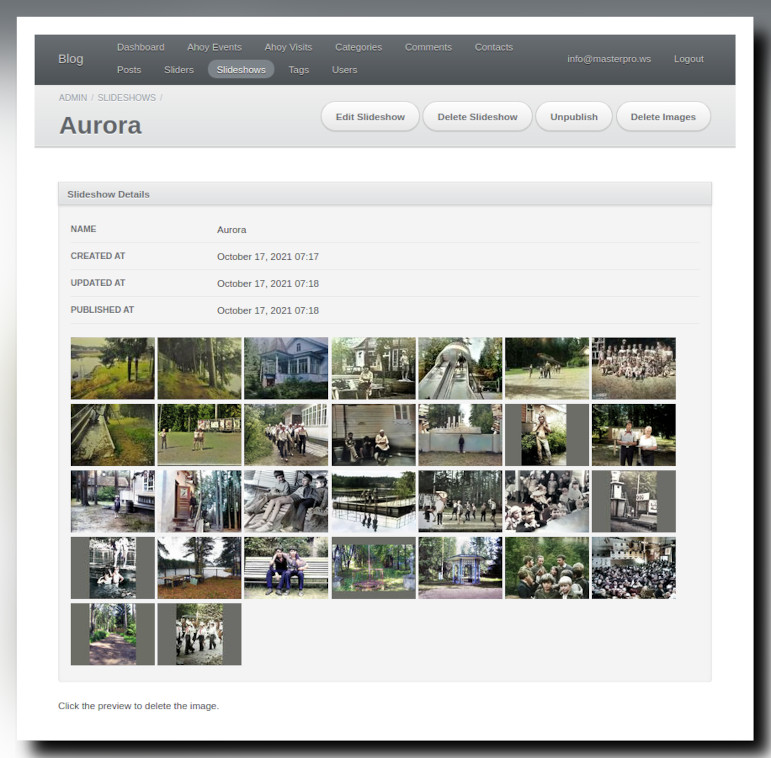 Blog
Dashboard Ahoy Events Ahoy Visits Categories Comments Contacts
Posts Sliders Slideshows Tags Users
info@masterpro.ws Logout
ADMIN / SLIDESHOWS /
Aurora
Edit Slideshow Delete Slideshow Unpublish Delete Images
Slideshow Details
NAME Aurora
CREATED AT October 17, 2021 07:17
UPDATED AT October 17, 2021 07:18
PUBLISHED AT October 17, 2021 07:18
Click the preview to delete the image.